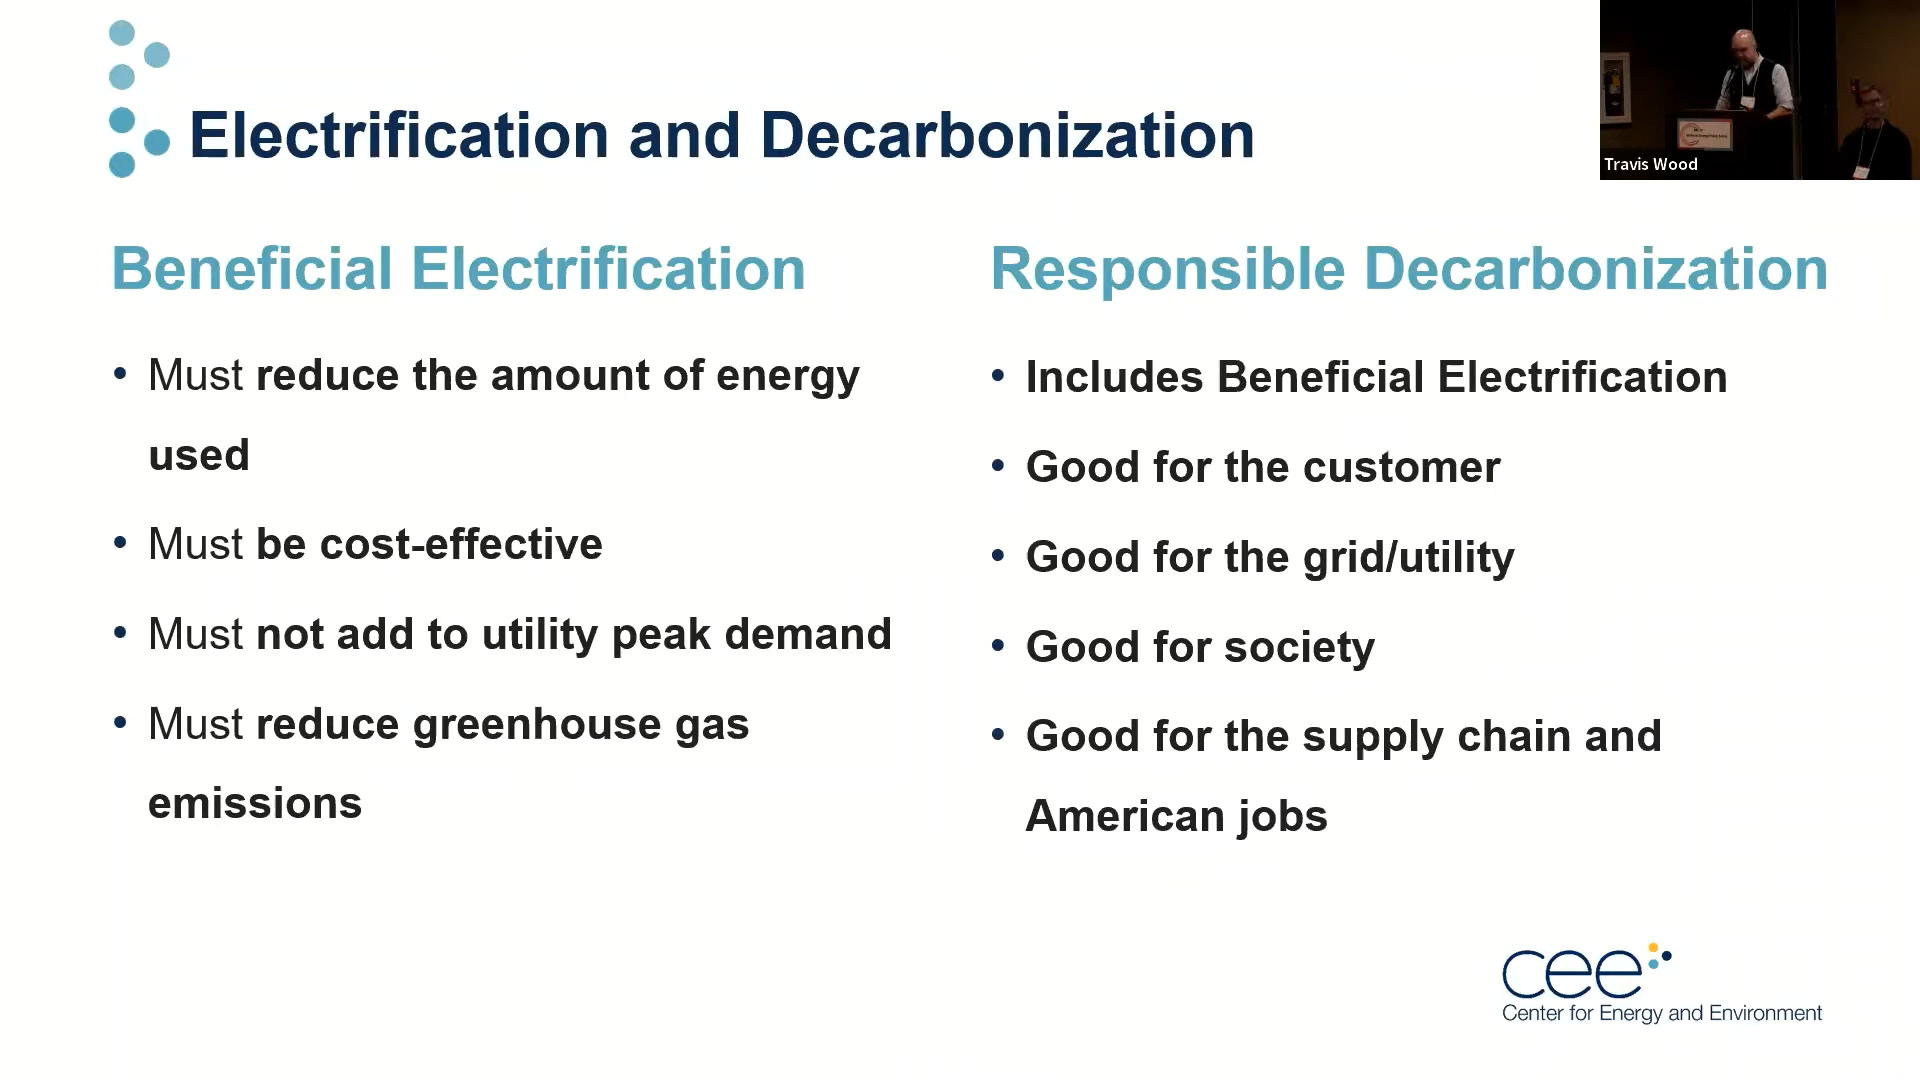 Electrification and Decarbonization
Travis Wood
Beneficial Electrification
• Must reduce the amount of energy
used
• Must be cost-effective
• Must not add to utility peak demand
• Must reduce greenhouse gas
emissions
Responsible Decarbonization
• Includes Beneficial Electrification
• Good for the customer
• Good for the grid/utility
• Good for society
• Good for the supply chain and
American jobs
cee
Center for Energy and Environment